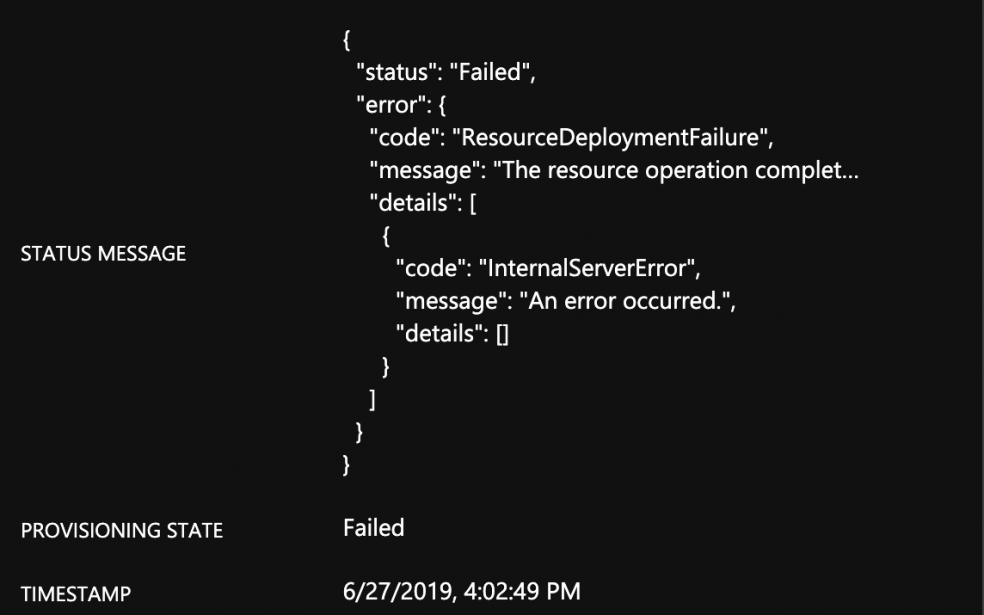 {
"status": "Failed",
"error": {
"code": "ResourceDeploymentFailure",
"message": "The resource operation complet...
"details": [
{
STATUS MESSAGE
"code": "InternalServerError",
"message": "An error occurred.",
"details": []
}
]
}
}
PROVISIONING STATE Failed
TIMESTAMP 6/27/2019, 4:02:49 PM